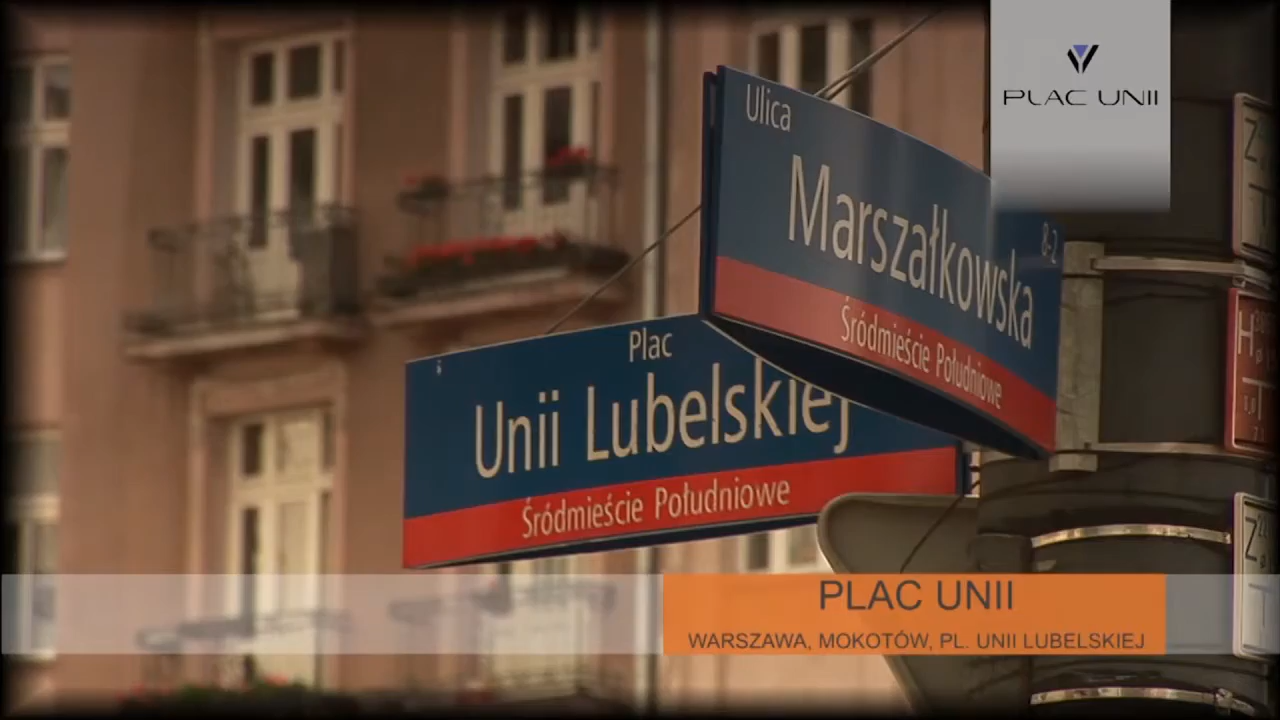 PLAC UNII
Ulica
Marszałkowska
8-2
Śródmieście Południowe
Plac
Unii Lubelskiej
Śródmieście Południowe
PLAC UNII
WARSZAWA, MOKOTÓW, PL. UNII LUBELSKIEJ